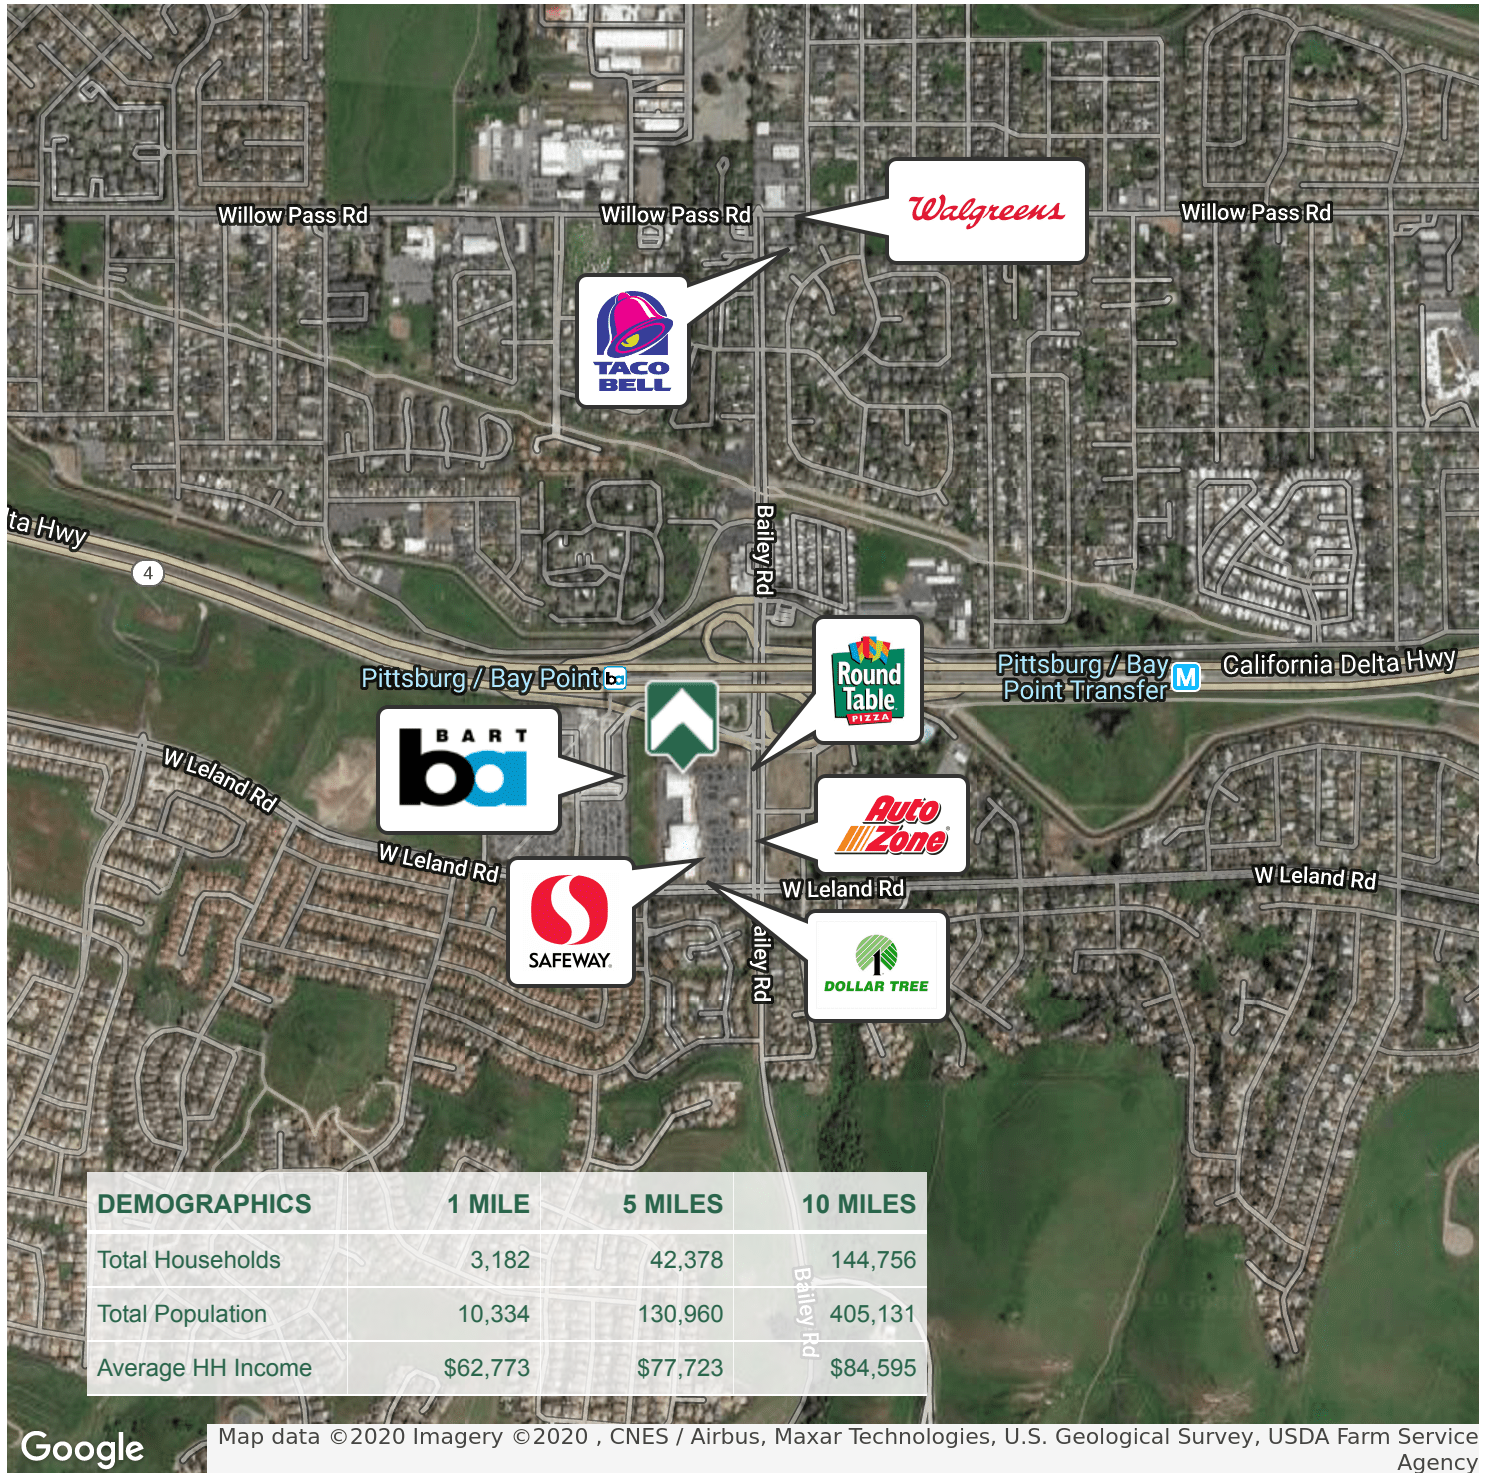 Willow Pass Rd
Willow Pass Rd
Walgreens
Willow Pass Rd
TACO
BELL
Bailey Rd
lta Hwy
4
Pittsburg / Bay Point ba
Round
Table
PIZZA
Pittsburg / Bay
Point Transfer
M
California Delta Hwy
BART
ba
W Leland Rd
Auto
Zone
W Leland Rd
W Leland Rd
W Leland Rd
SAFEWAY
ailey Rd
DOLLAR TREE
DEMOGRAPHICS 1 MILE 5 MILES 10 MILES
Total Households 3,182 42,378 144,756
Total Population 10,334 130,960 405,131
Average HH Income $62,773 $77,723 $84,595
Bailey Rd
Google
Map data ©2020 Imagery ©2020 , CNES / Airbus, Maxar Technologies, U.S. Geological Survey, USDA Farm Service
Agency